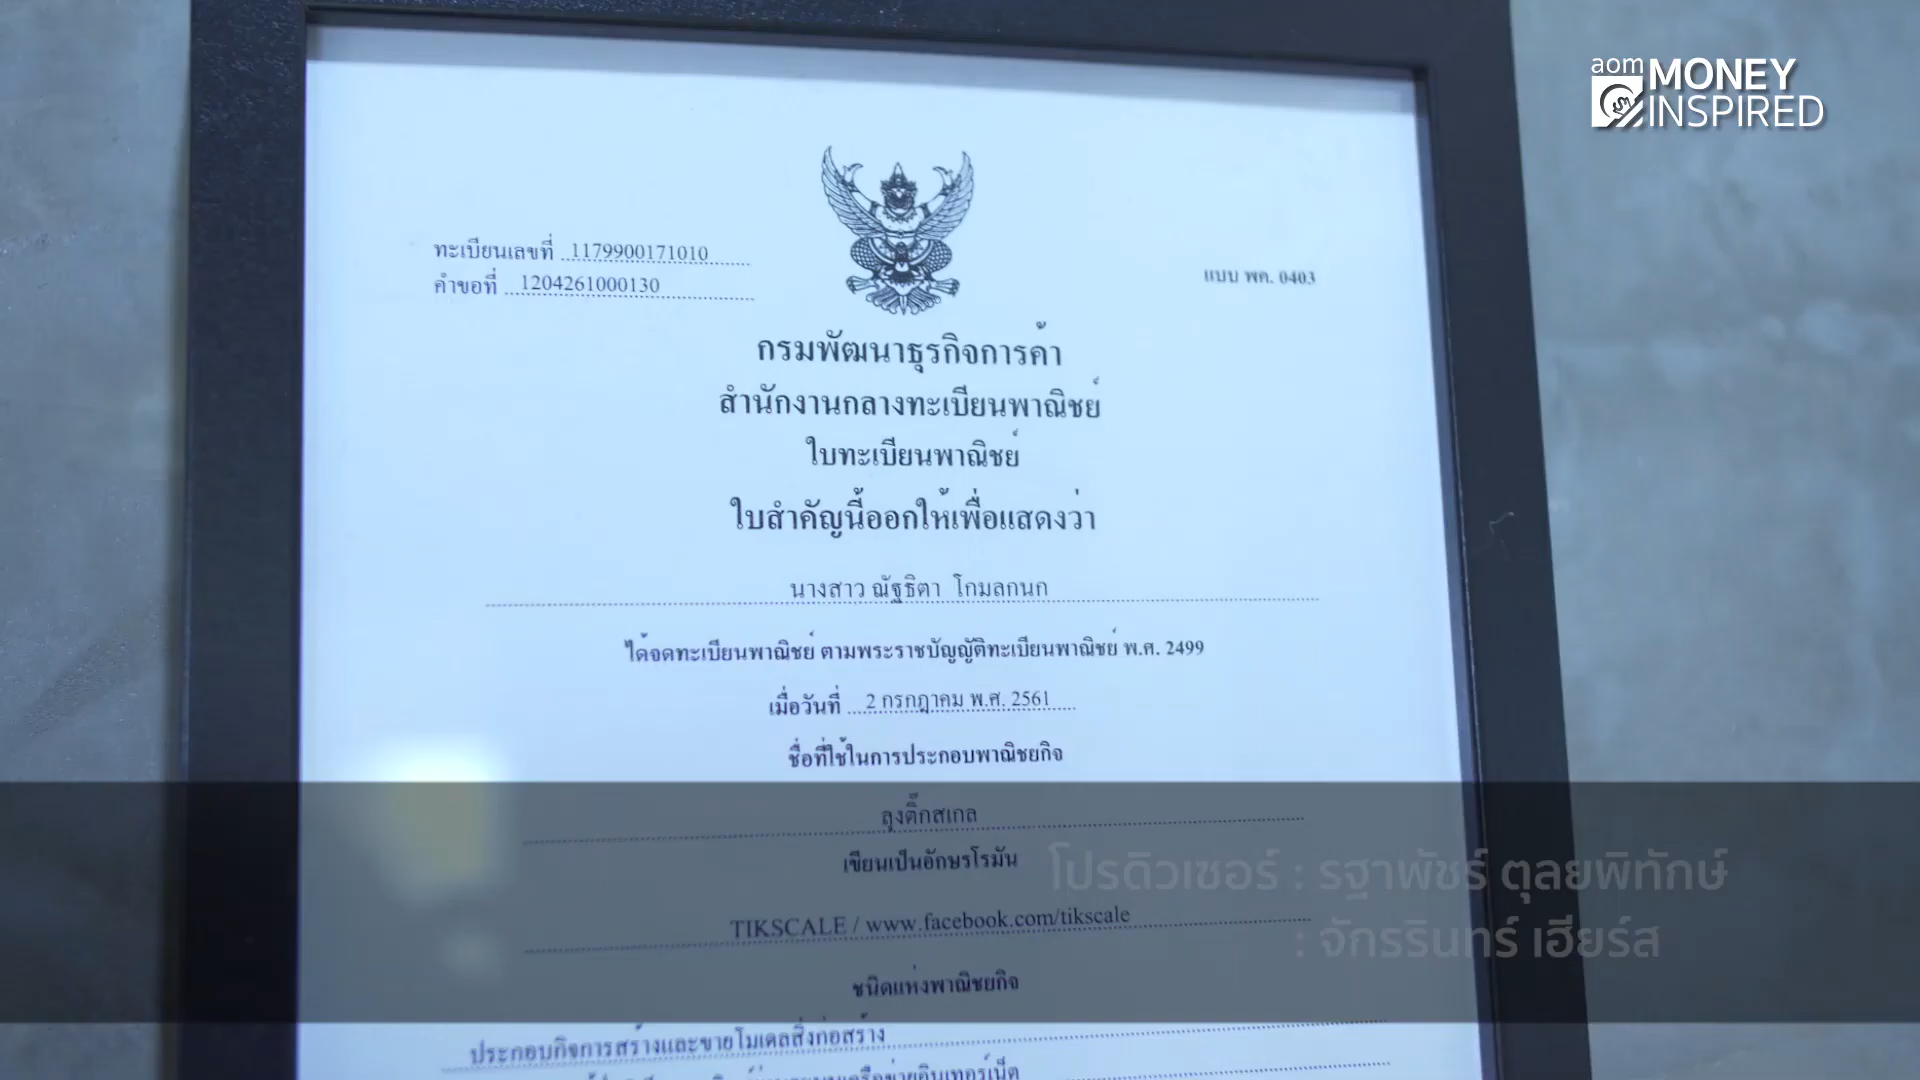 aom
MONEY
INSPIRED
ทะเบียนเลขที่ 1179900171010
คำขอที่ 1204261000130
แบบ พค. 0403
กรมพัฒนาธุรกิจการค้า
สำนักงานกลางทะเบียนพาณิชย์
ใบทะเบียนพาณิชย์
ใบสำคัญนี้ออกให้เพื่อแสดงว่า
นางสาว ณัฐธิตา โกมลกนก
ได้จดทะเบียนพาณิชย์ ตามพระราชบัญญัติทะเบียนพาณิชย์ พ.ศ. 2499
เมื่อวันที่ 2 กรกฎาคม พ.ศ. 2561
ชื่อที่ใช้ในการประกอบพาณิชยกิจ
ลุงติ๊กสเกล
เขียนเป็นอักษรโรมัน
TIKSCALE / www.facebook.com/tikscale
ชนิดแห่งพาณิชยกิจ
ประกอบกิจการสร้างและขายโมเดลสิ่งก่อสร้าง
โปรดิวเซอร์ : รฐาพัชร์ ตุลยพิทักษ์
: จักรรินทร์ เฮียร์ส